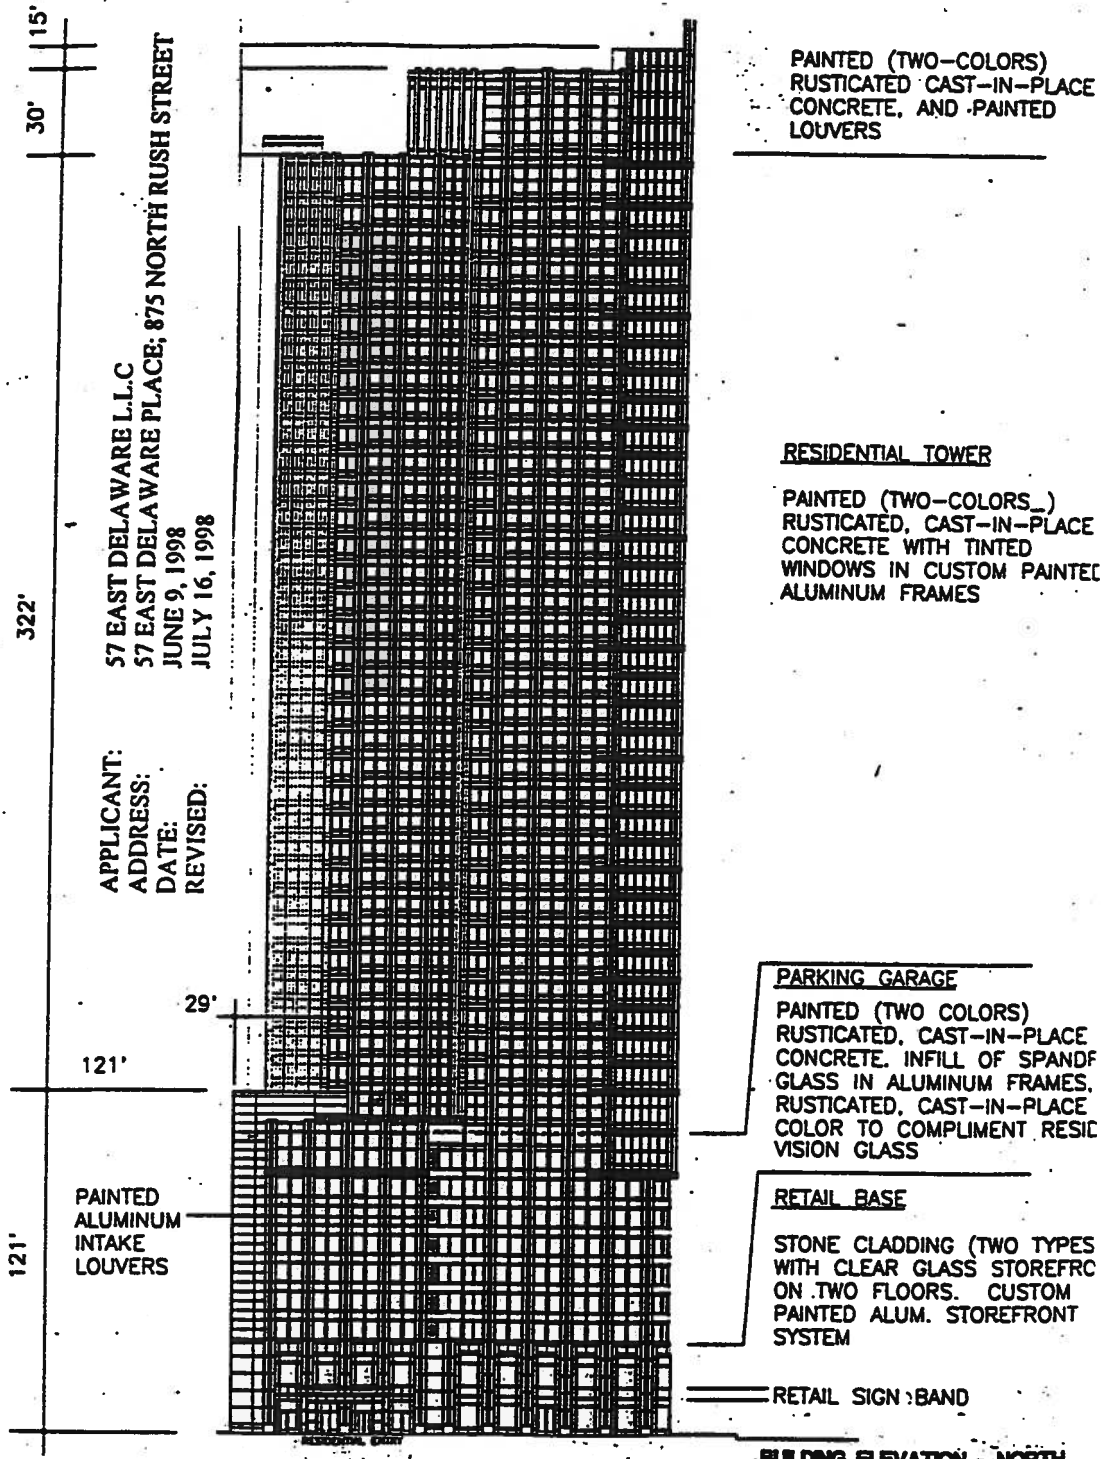 15'
30'
322'
121'
121'
29'
APPLICANT: 57 EAST DELAWARE L.L.C
ADDRESS: 57 EAST DELAWARE PLACE; 875 NORTH RUSH STREET
DATE: JUNE 9, 1998
REVISED: JULY 16, 1998
PAINTED
ALUMINUM
INTAKE
LOUVERS
PAINTED (TWO-COLORS)
RUSTICATED CAST-IN-PLACE
CONCRETE, AND PAINTED
LOUVERS
RESIDENTIAL TOWER
PAINTED (TWO-COLORS_)
RUSTICATED, CAST-IN-PLACE
CONCRETE WITH TINTED
WINDOWS IN CUSTOM PAINTED
ALUMINUM FRAMES
PARKING GARAGE
PAINTED (TWO COLORS)
RUSTICATED, CAST-IN-PLACE
CONCRETE. INFILL OF SPANDR
GLASS IN ALUMINUM FRAMES.
RUSTICATED, CAST-IN-PLACE
COLOR TO COMPLIMENT RESID
VISION GLASS
RETAIL BASE
STONE CLADDING (TWO TYPES
WITH CLEAR GLASS STOREFRO
ON TWO FLOORS. CUSTOM
PAINTED ALUM. STOREFRONT
SYSTEM
RETAIL SIGN BAND
RESIDENTIAL ENTRY
BUILDING ELEVATION NORTH